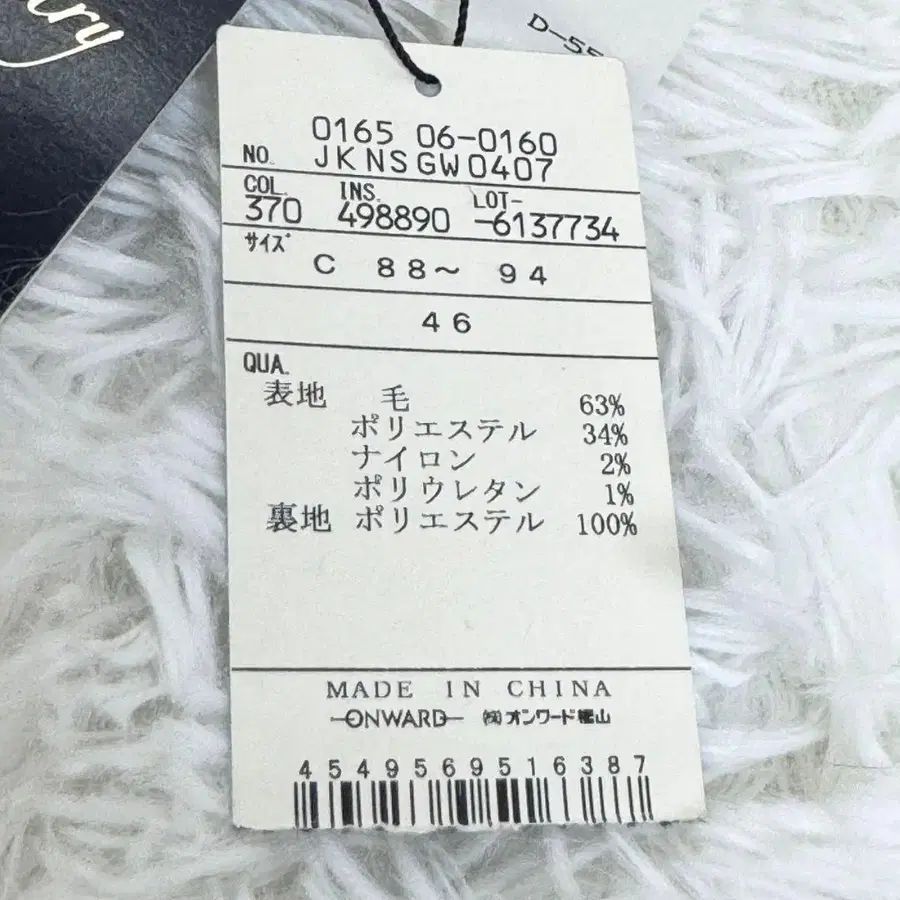 try
D-55
0165 06-0160
NO. JKNSGW0407
COL. INS. LOT-
370 498890 -6137734
サイズ
C 88〜 94
46
QUA.
表地 毛 63%
ポリエステル 34%
ナイロン 2%
ポリウレタン 1%
裏地 ポリエステル 100%
MADE IN CHINA
ONWARD ㈱オンワード樫山
4549569516387